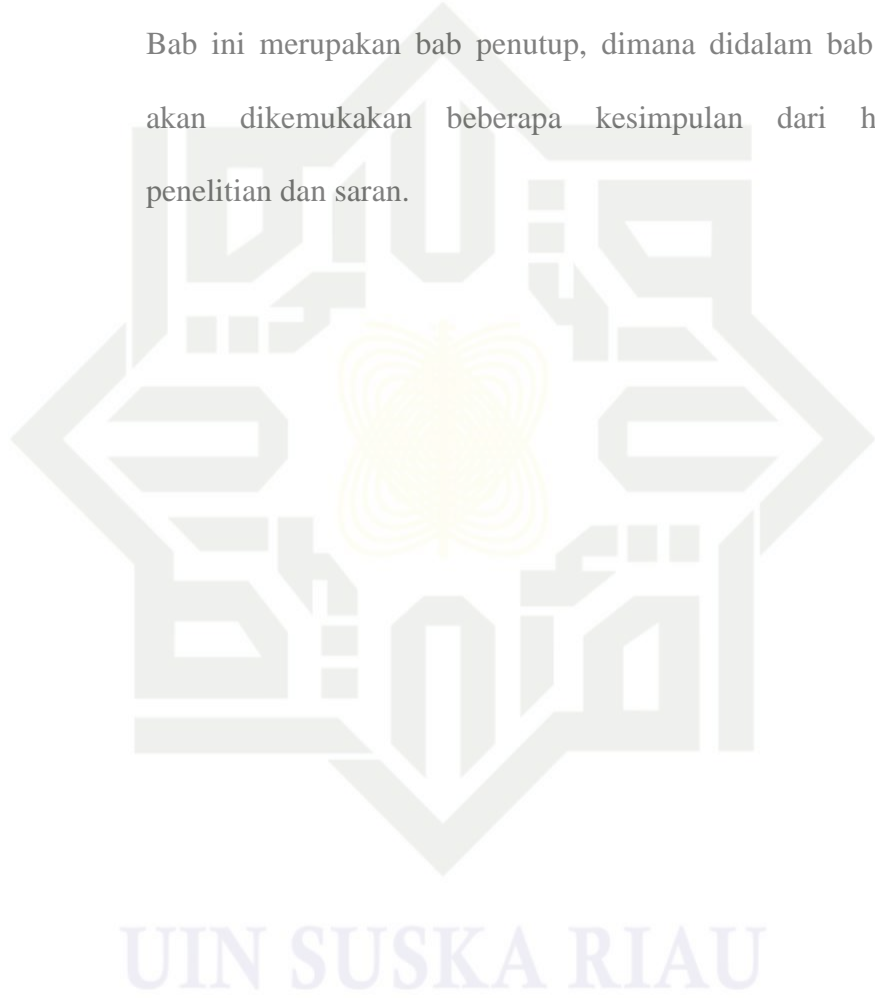 Bab ini merupakan bab penutup, dimana didalam bab
akan dikemukakan beberapa kesimpulan dari
penelitian dan saran.
UIN SUSKA RIAU